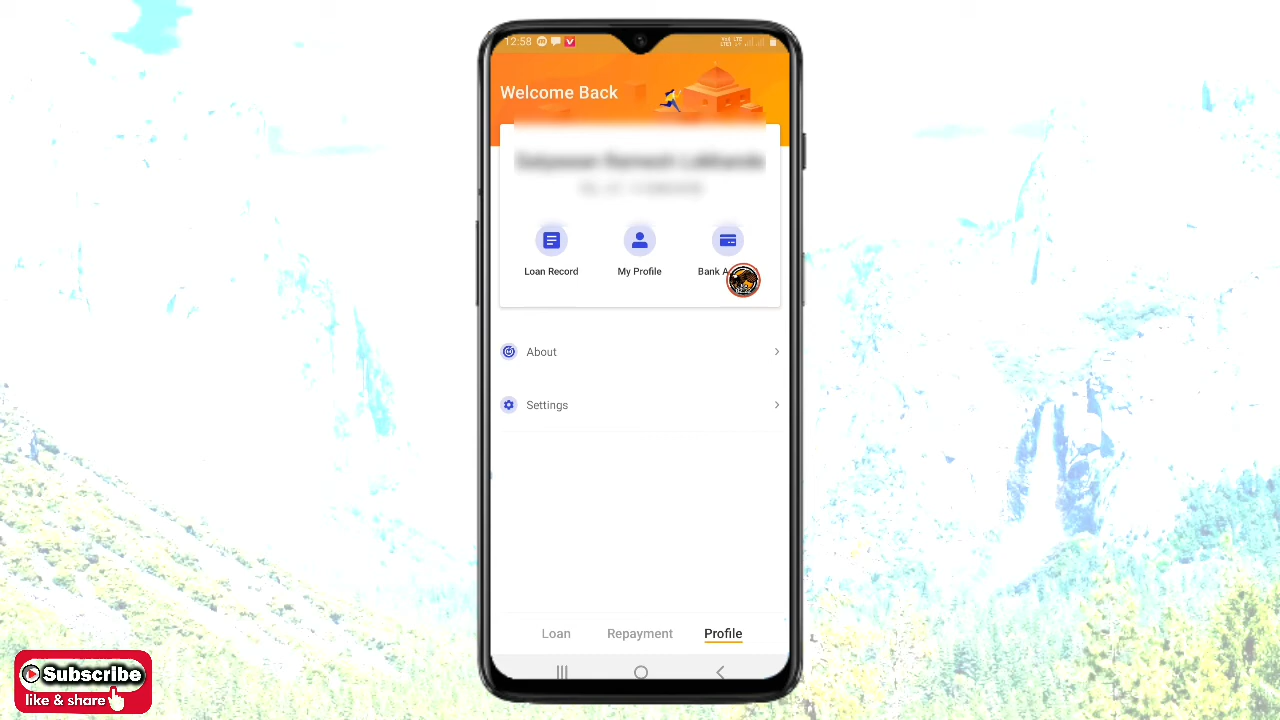 12:58
Welcome Back
Loan Record
My Profile
Bank A
About
Settings
Loan
Repayment
Profile
Subscribe
like & share